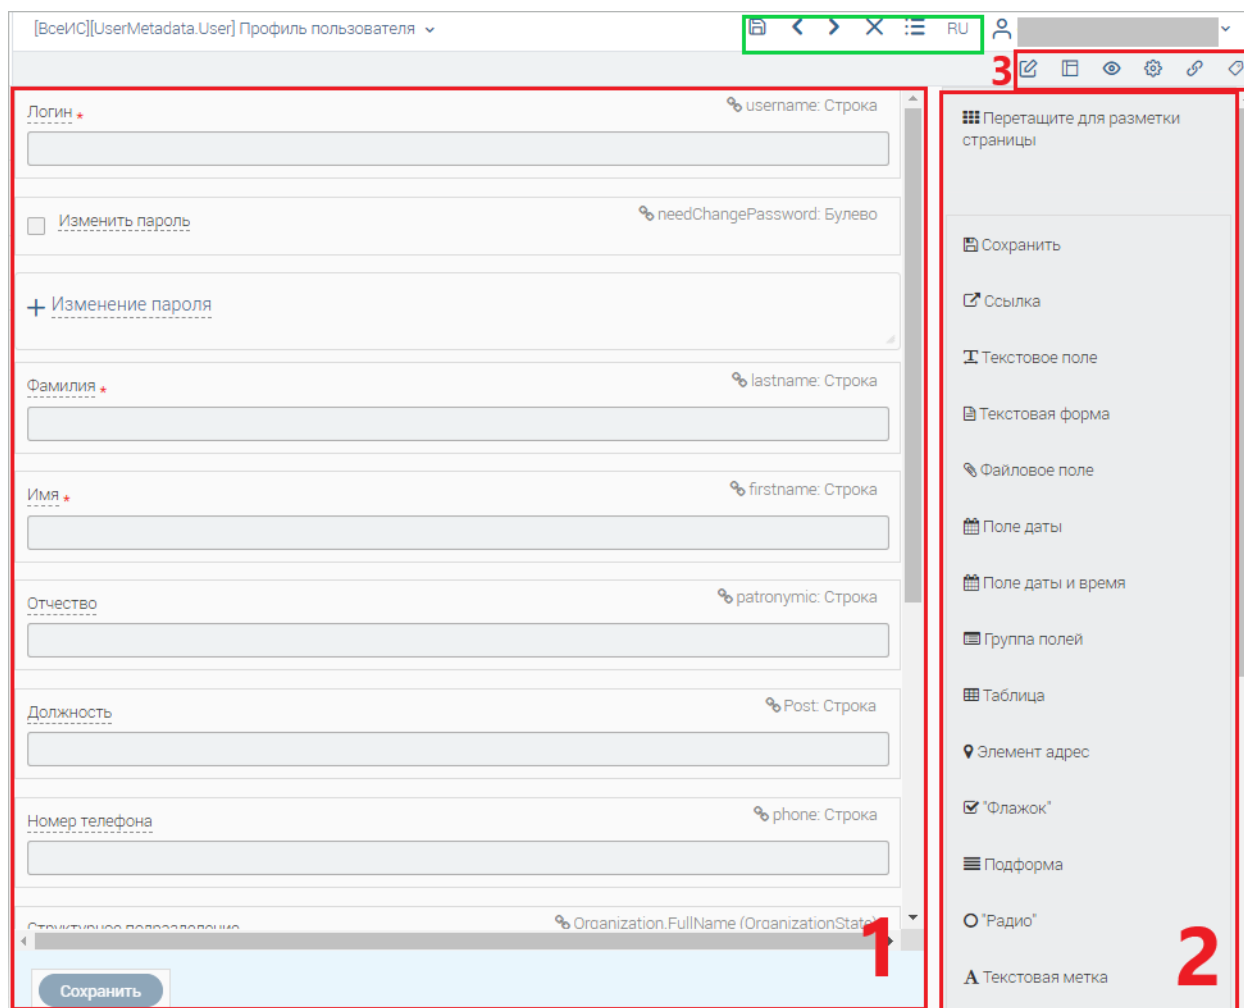 [ВсеИС][UserMetadata.User] Профиль пользователя
RU
3
Логин *
username: Строка
Изменить пароль
needChangePassword: Булево
+ Изменение пароля
Фамилия *
lastname: Строка
Имя *
firstname: Строка
Отчество
patronymic: Строка
Должность
Post: Строка
Номер телефона
phone: Строка
Структурное подразделение
Organization.FullName (OrganizationState)
1
Сохранить
Перетащите для разметки
страницы
Сохранить
Ссылка
Текстовое поле
Текстовая форма
Файловое поле
Поле даты
Поле даты и время
Группа полей
Таблица
Элемент адрес
"Флажок"
Подформа
"Радио"
Текстовая метка
2